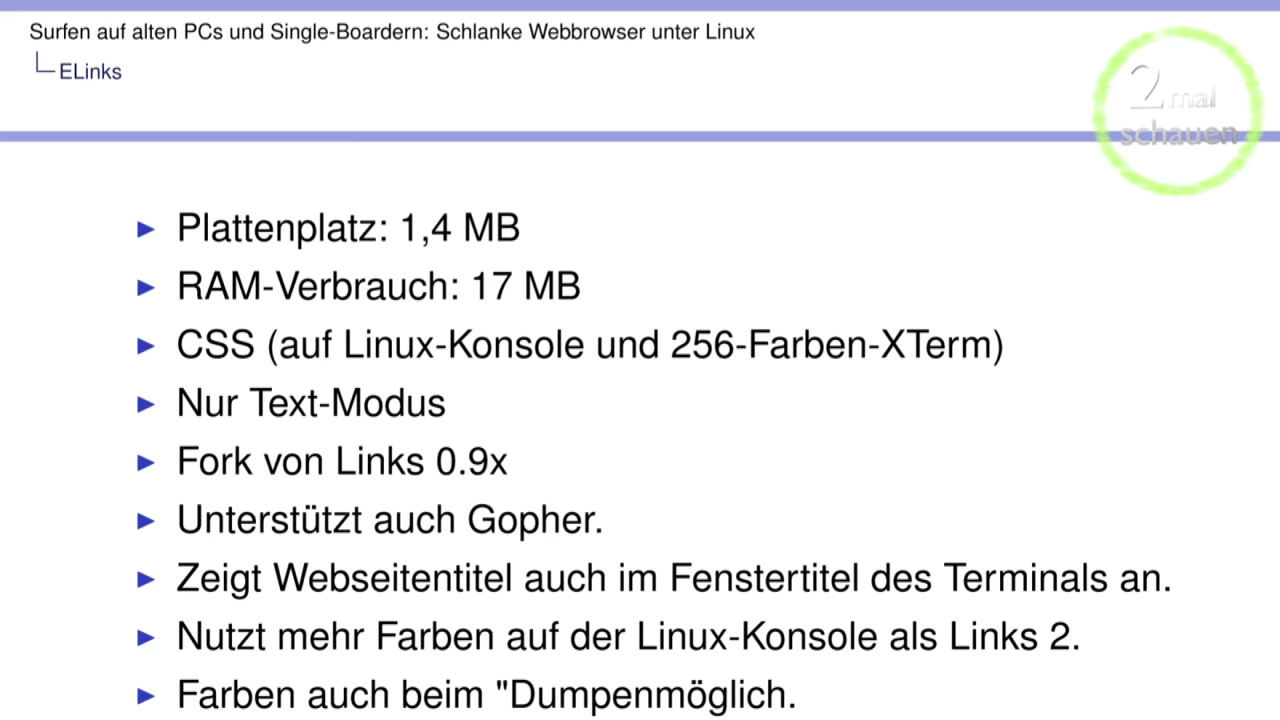 Surfen auf alten PCs und Single-Boardern: Schlanke Webbrowser unter Linux
ELinks
2 mal
schauen
Plattenplatz: 1,4 MB
RAM-Verbrauch: 17 MB
CSS (auf Linux-Konsole und 256-Farben-XTerm)
Nur Text-Modus
Fork von Links 0.9x
Unterstützt auch Gopher.
Zeigt Webseitentitel auch im Fenstertitel des Terminals an.
Nutzt mehr Farben auf der Linux-Konsole als Links 2.
Farben auch beim "Dumpenmöglich.